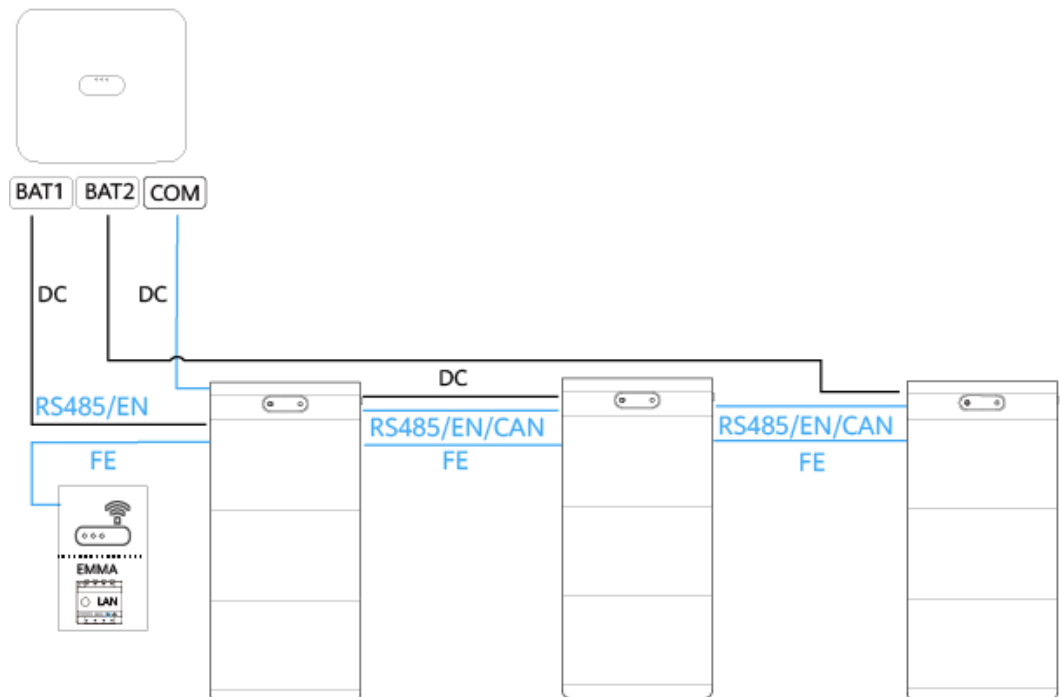 BAT1 BAT2 COM
DC DC
DC
RS485/EN
RS485/EN/CAN RS485/EN/CAN
FE FE FE
EMMA
LAN